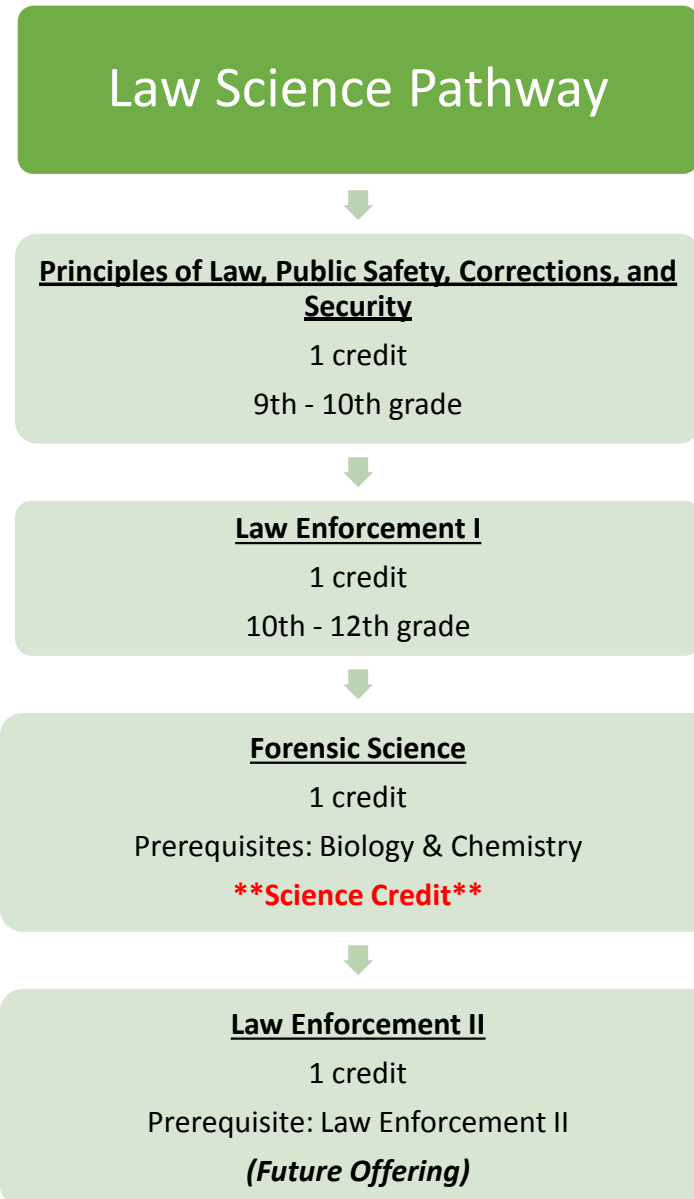 Law Science Pathway
Principles of Law, Public Safety, Corrections, and
Security
1 credit
9th - 10th grade
Law Enforcement I
1 credit
10th - 12th grade
Forensic Science
1 credit
Prerequisites: Biology & Chemistry
**Science Credit**
Law Enforcement II
1 credit
Prerequisite: Law Enforcement II
(Future Offering)